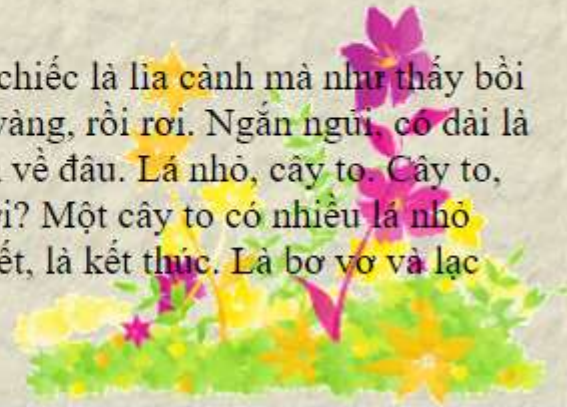 chiếc là lìa cành mà như thấy bồi
vàng, rồi rơi. Ngắn ngủi, có dài là
về đâu. Lá nhỏ, cây to. Cây to,
i? Một cây to có nhiều lá nhỏ
ết, là kết thúc. Là bơ vơ và lạc